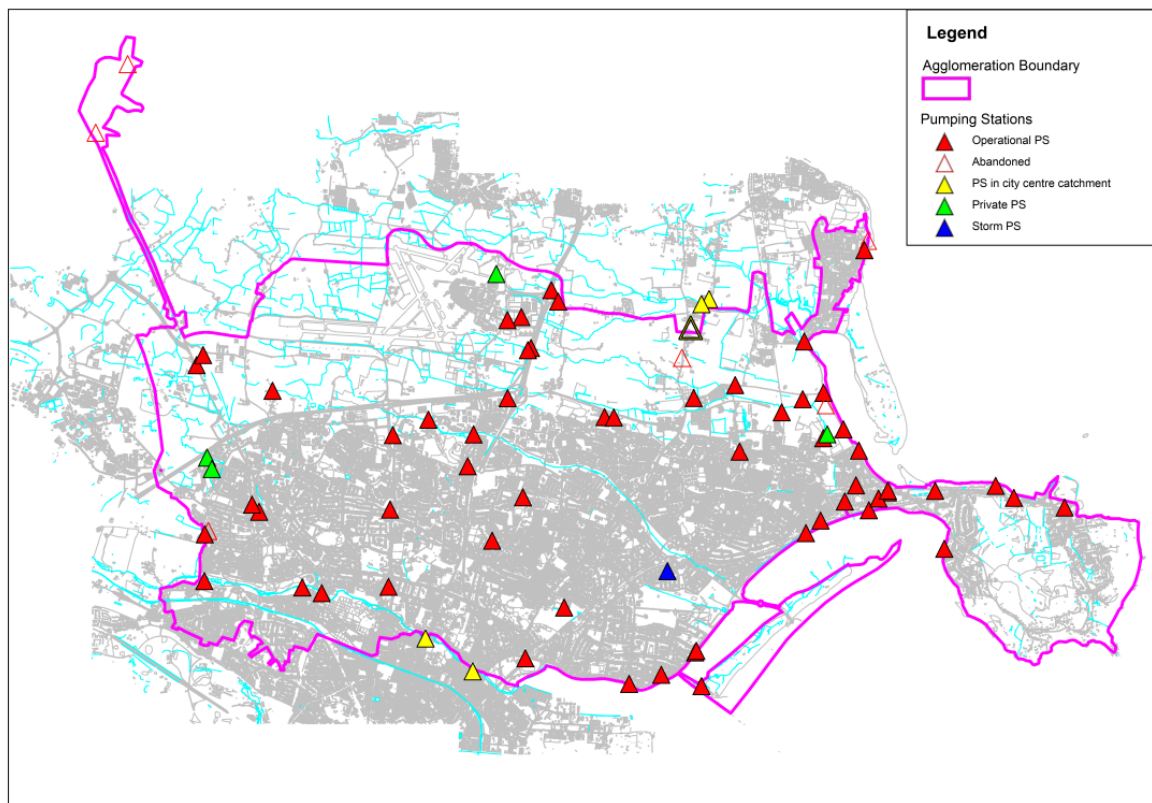 Legend
Agglomeration Boundary
Pumping Stations
Operational PS
Abandoned
PS in city centre catchment
Private PS
Storm PS